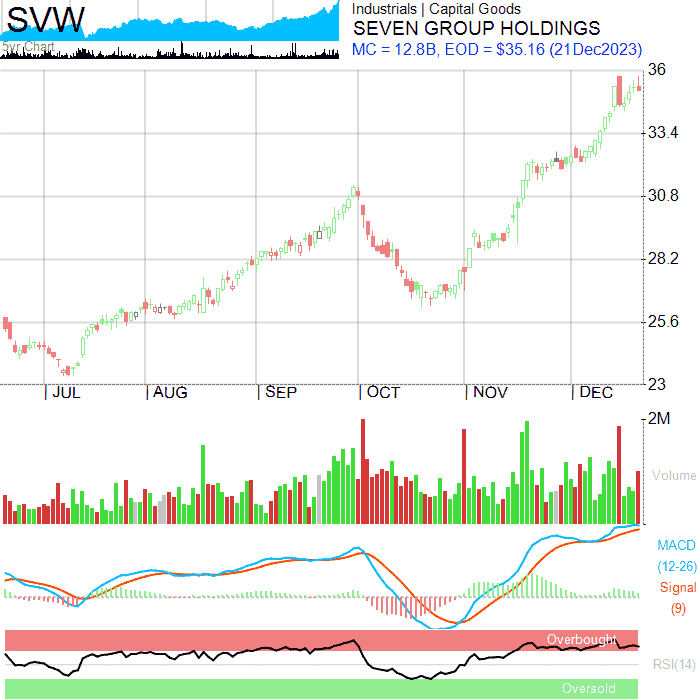 SVW
5yr Chart
Industrials | Capital Goods
SEVEN GROUP HOLDINGS
MC = 12.8B, EOD = $35.16 (21Dec2023)
36
33.4
30.8
28.2
25.6
23
JUL AUG SEP OCT NOV DEC
2M
Volume
MACD
(12-26)
Signal
(9)
Overbought
RSI(14)
Oversold